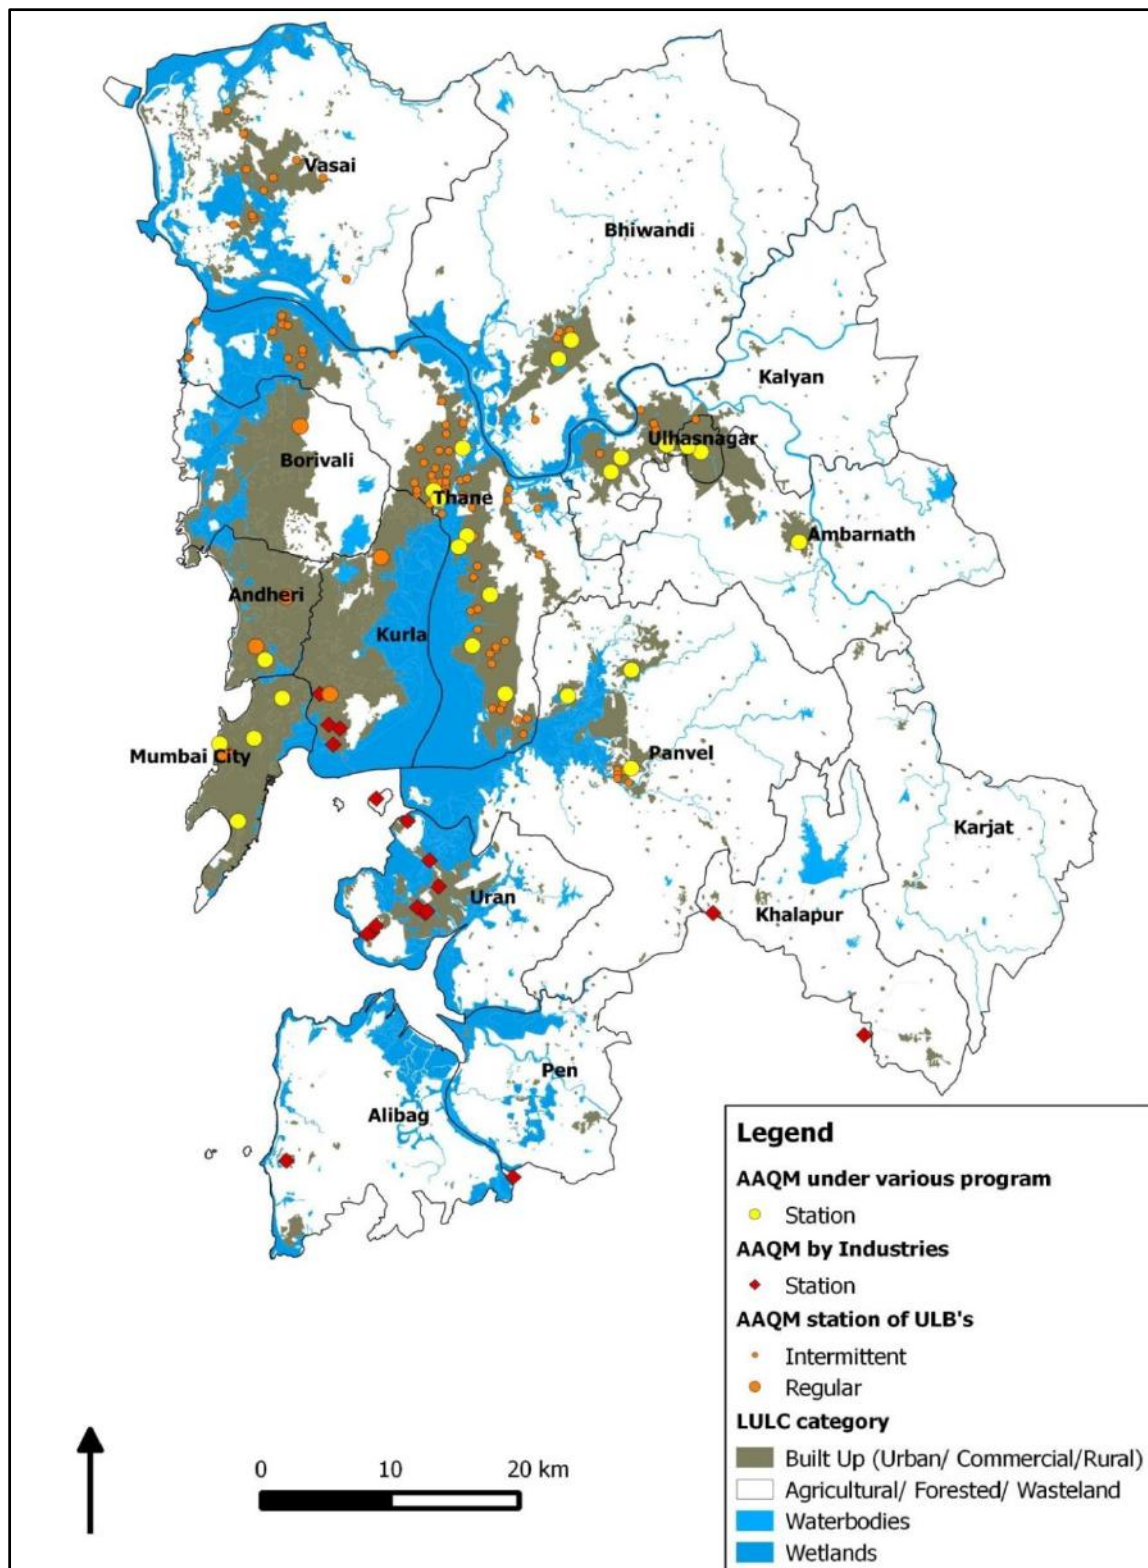 Vasai
Bhiwandi
Kalyan
Ulhasnagar
Borivali
Thane
Ambarnath
Andheri
Kurla
Mumbai City
Panvel
Karjat
Uran
Khalapur
Pen
Alibag
Legend
AAQM under various program
Station
AAQM by Industries
Station
AAQM station of ULB's
Intermittent
Regular
LULC category
Built Up (Urban/ Commercial/Rural)
Agricultural/ Forested/ Wasteland
Waterbodies
Wetlands
0 10 20 km